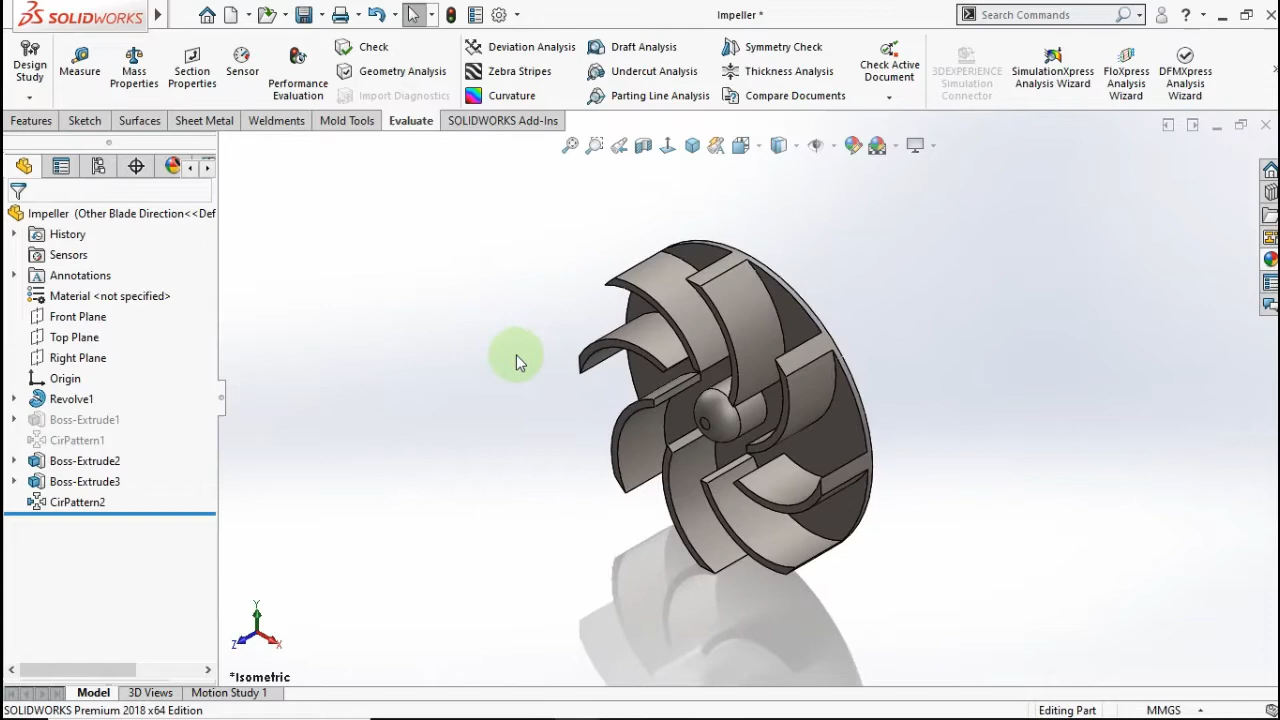 SOLIDWORKS
Impeller *
Search Commands
?
Design Study
Measure
Mass Properties
Section Properties
Sensor
Performance Evaluation
Check
Geometry Analysis
Import Diagnostics
Deviation Analysis
Zebra Stripes
Curvature
Draft Analysis
Undercut Analysis
Parting Line Analysis
Symmetry Check
Thickness Analysis
Compare Documents
Check Active Document
3DEXPERIENCE Simulation Connector
SimulationXpress Analysis Wizard
FloXpress Analysis Wizard
DFMXpress Analysis Wizard
Features
Sketch
Surfaces
Sheet Metal
Weldments
Mold Tools
Evaluate
SOLIDWORKS Add-Ins
Impeller (Other Blade Direction<<Def
History
Sensors
Annotations
Material <not specified>
Front Plane
Top Plane
Right Plane
Origin
Revolve1
Boss-Extrude1
CirPattern1
Boss-Extrude2
Boss-Extrude3
CirPattern2
Y
Z
X
*Isometric
Model
3D Views
Motion Study 1
SOLIDWORKS Premium 2018 x64 Edition
Editing Part
MMGS